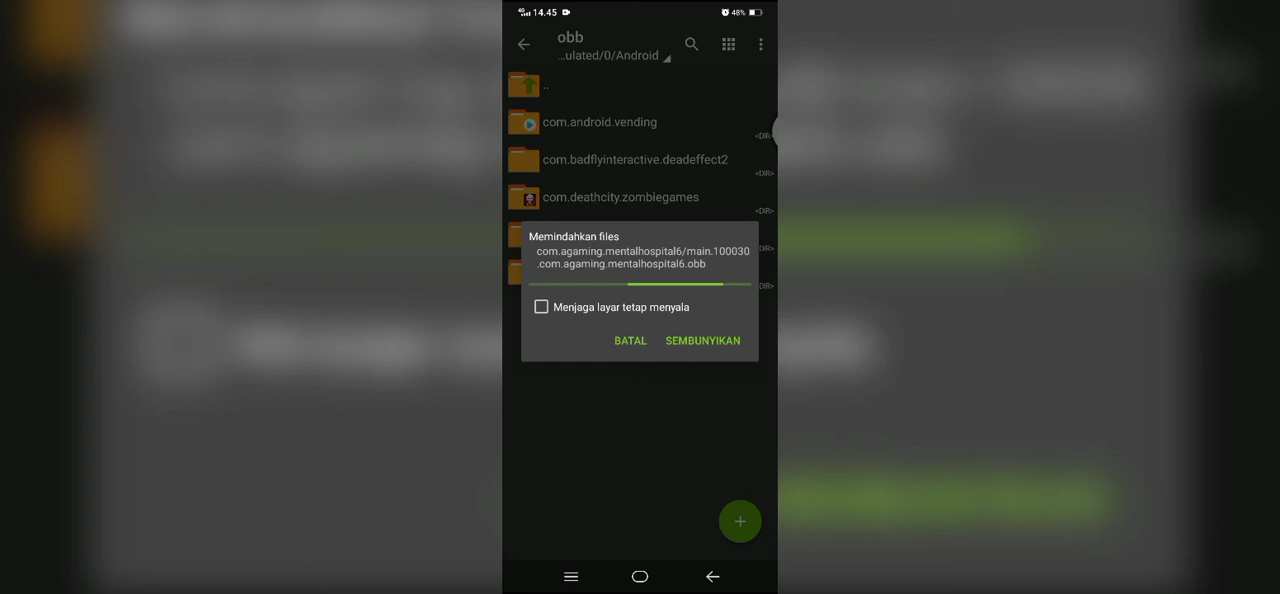 4G 14.45 48%
obb
...ulated/0/Android
..
com.android.vending
<DIR>
com.badflyinteractive.deadeffect2
<DIR>
com.deathcity.zombiegames
<DIR>
Memindahkan files
com.agaming.mentalhospital6/main.100030
.com.agaming.mentalhospital6.obb
DIR>
DIR>
Menjaga layar tetap menyala
BATAL SEMBUNYIKAN